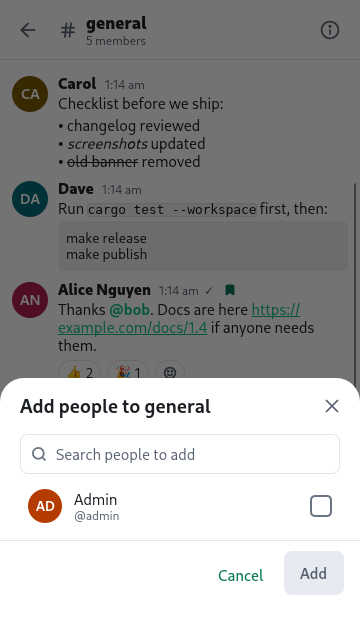 # general
5 members
CA Carol 1:14 am
Checklist before we ship:
• changelog reviewed
• screenshots updated
• old banner removed
DA Dave 1:14 am
Run cargo test --workspace first, then:
make release
make publish
AN Alice Nguyen 1:14 am ✓
Thanks @bob. Docs are here https://
example.com/docs/1.4 if anyone needs
them.
👍 2 🎉 1
Add people to general
Search people to add
AD Admin
@admin
Cancel Add